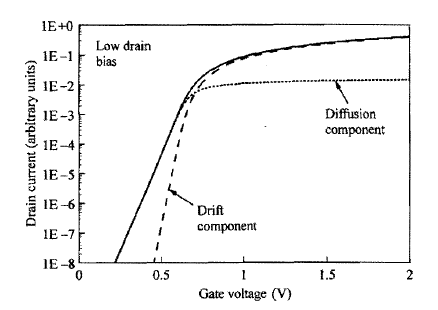 1E+0
1E-1
1E-2
1E-3
1E-4
1E-5
1E-6
1E-7
1E-8
Drain current (arbitrary units)
Low drain
bias
Diffusion
component
Drift
component
0
0.5
1
1.5
2
Gate voltage (V)